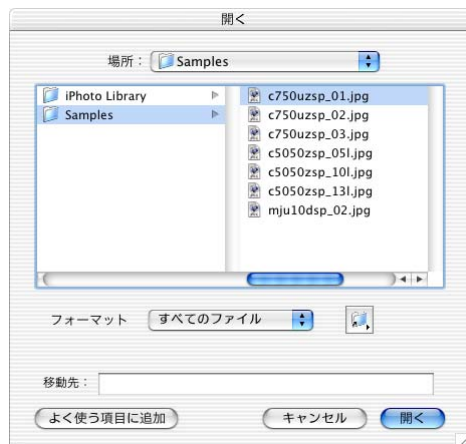 開く
場所： Samples
iPhoto Library
Samples
c750uzsp_01.jpg
c750uzsp_02.jpg
c750uzsp_03.jpg
c5050zsp_05l.jpg
c5050zsp_10l.jpg
c5050zsp_13l.jpg
mju10dsp_02.jpg
フォーマット すべてのファイル
移動先：
よく使う項目に追加 キャンセル 開く